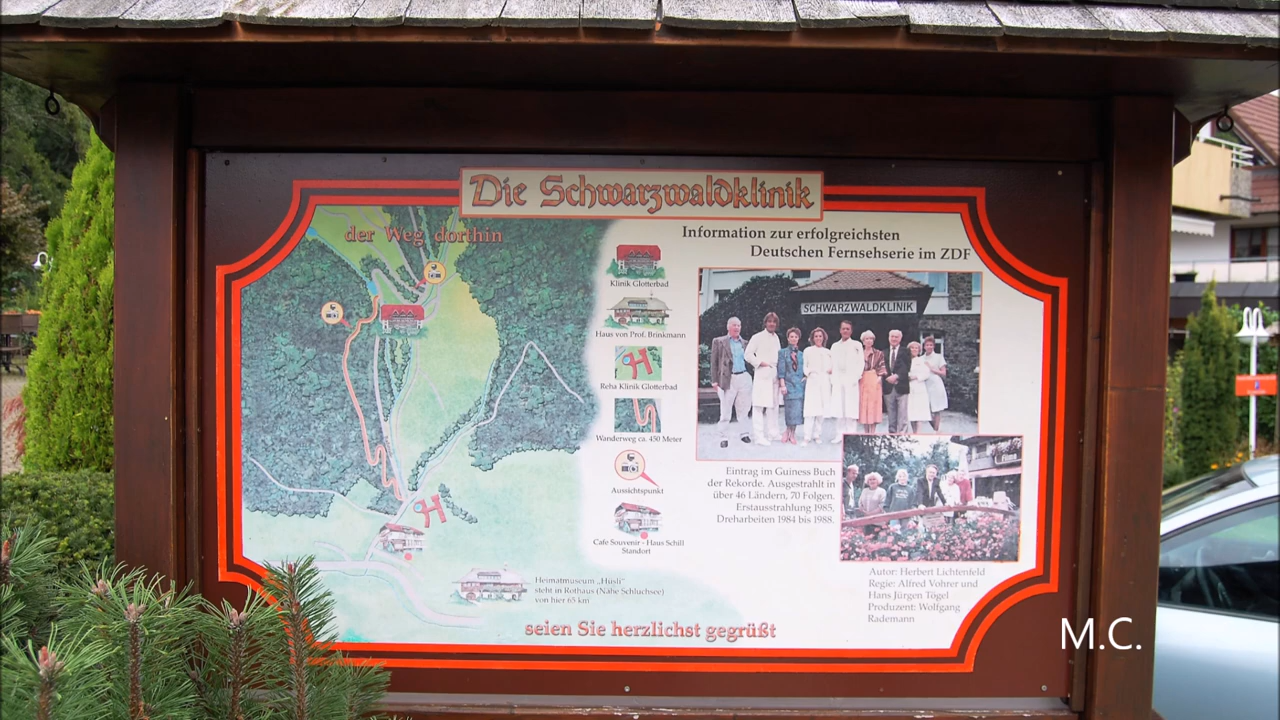 Die Schwarzwaldklinik
der Weg dorthin
Information zur erfolgreichsten
Deutschen Fernsehserie im ZDF
Klinik Glotterbad
Haus von Prof. Brinkmann
Reha Klinik Glotterbad
Wanderweg ca. 450 Meter
Aussichtspunkt
Cafe Souvenir - Haus Schill
Standort
SCHWARZWALDKLINIK
Eintrag im Guiness Buch
der Rekorde. Ausgestrahlt in
über 46 Ländern, 70 Folgen.
Erstausstrahlung 1985,
Dreharbeiten 1984 bis 1988.
Autor: Herbert Lichtenfeld
Regie: Alfred Vohrer und
Hans Jürgen Tögel
Produzent: Wolfgang
Rademann
Heimatmuseum „Hüsli"
steht in Rothaus (Nähe Schluchsee)
von hier 65 km
seien Sie herzlichst gegrüßt
M.C.